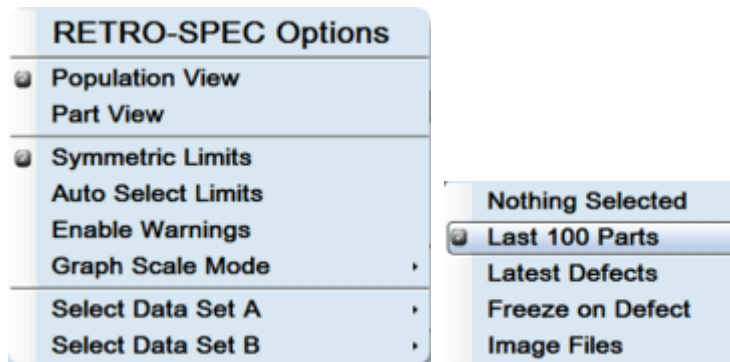 RETRO-SPEC Options
Population View
Part View
Symmetric Limits
Auto Select Limits
Enable Warnings
Graph Scale Mode
Select Data Set A
Select Data Set B
Nothing Selected
Last 100 Parts
Latest Defects
Freeze on Defect
Image Files